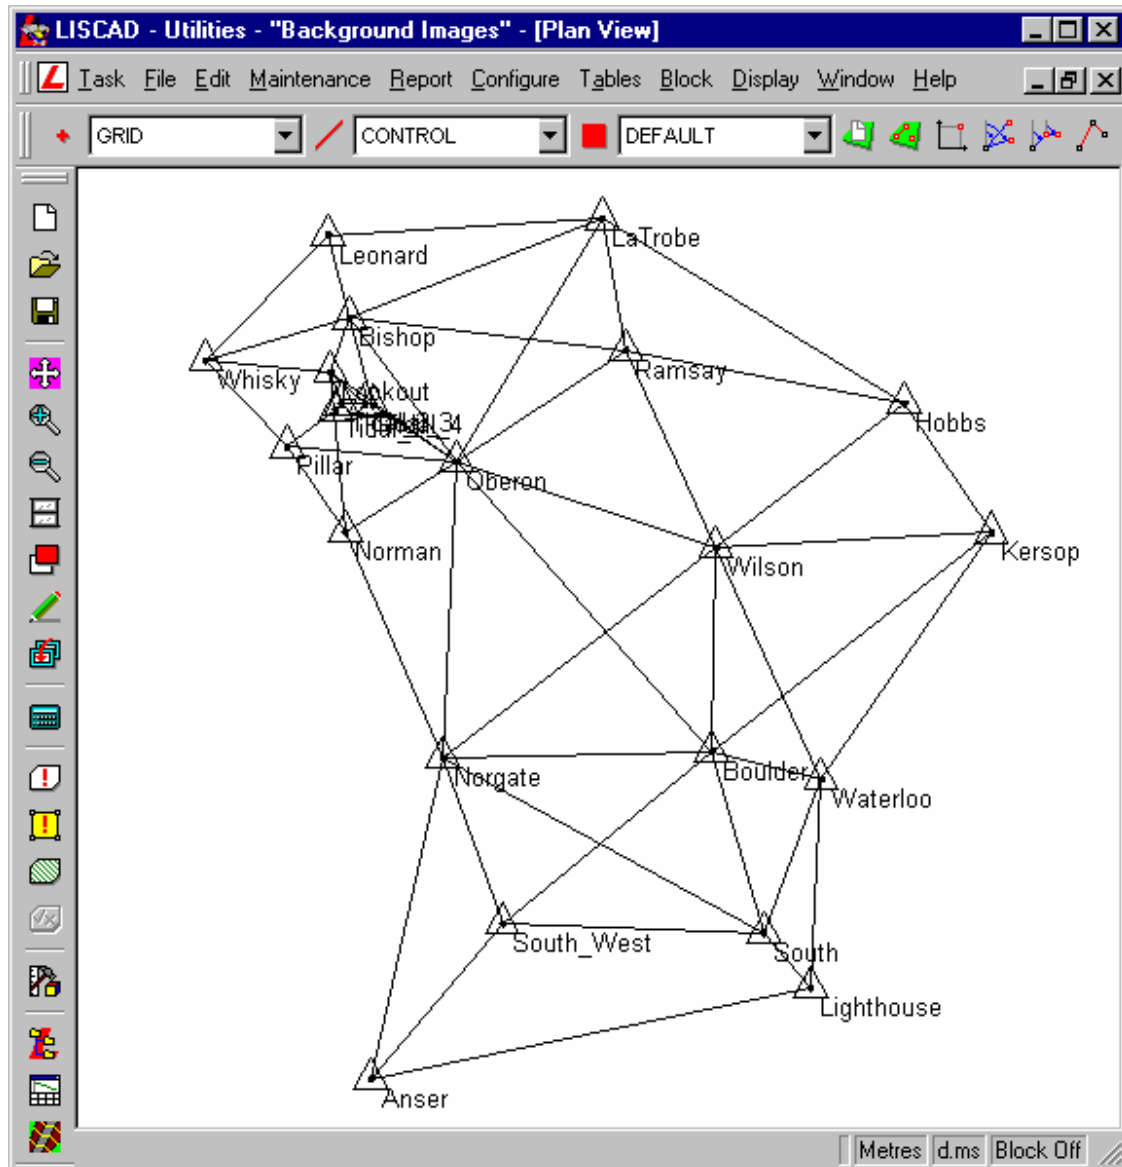 LISCAD - Utilities - "Background Images" - [Plan View]
Task File Edit Maintenance Report Configure Tables Block Display Window Help
GRID CONTROL DEFAULT
LaTrobe
Leonard
Bishop
Ramsay
Whisky
Lookout
Hobbs
Pillar
Oberon
Norman
Wilson
Kersop
Norgate
Boulder
Waterloo
South_West
South
Lighthouse
Anser
Metres d.ms Block Off